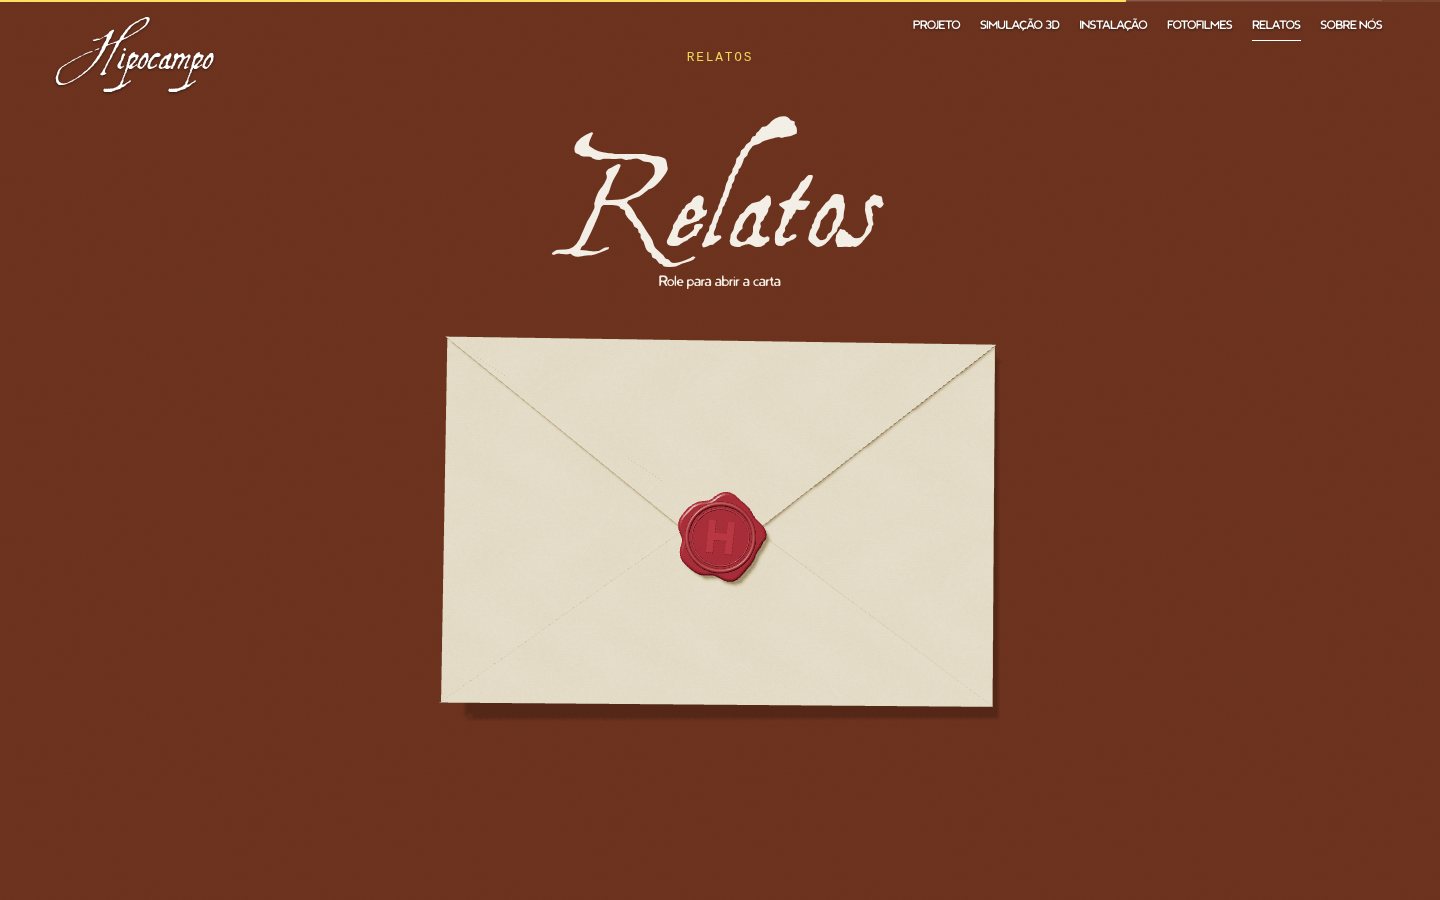 Hipocampo
PROJETO SIMULAÇÃO 3D INSTALAÇÃO FOTOFILMES RELATOS SOBRE NÓS
RELATOS
Relatos
Role para abrir a carta
H